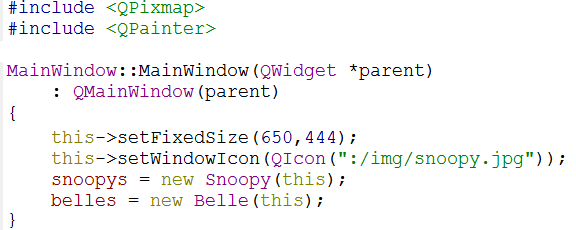 #include <QPixmap>
#include <QPainter>
MainWindow::MainWindow(QWidget *parent)
    : QMainWindow(parent)
{
    this->setFixedSize(650,444);
    this->setWindowIcon(QIcon(":/img/snoopy.jpg"));
    snoopys = new Snoopy(this);
    belles = new Belle(this);
}